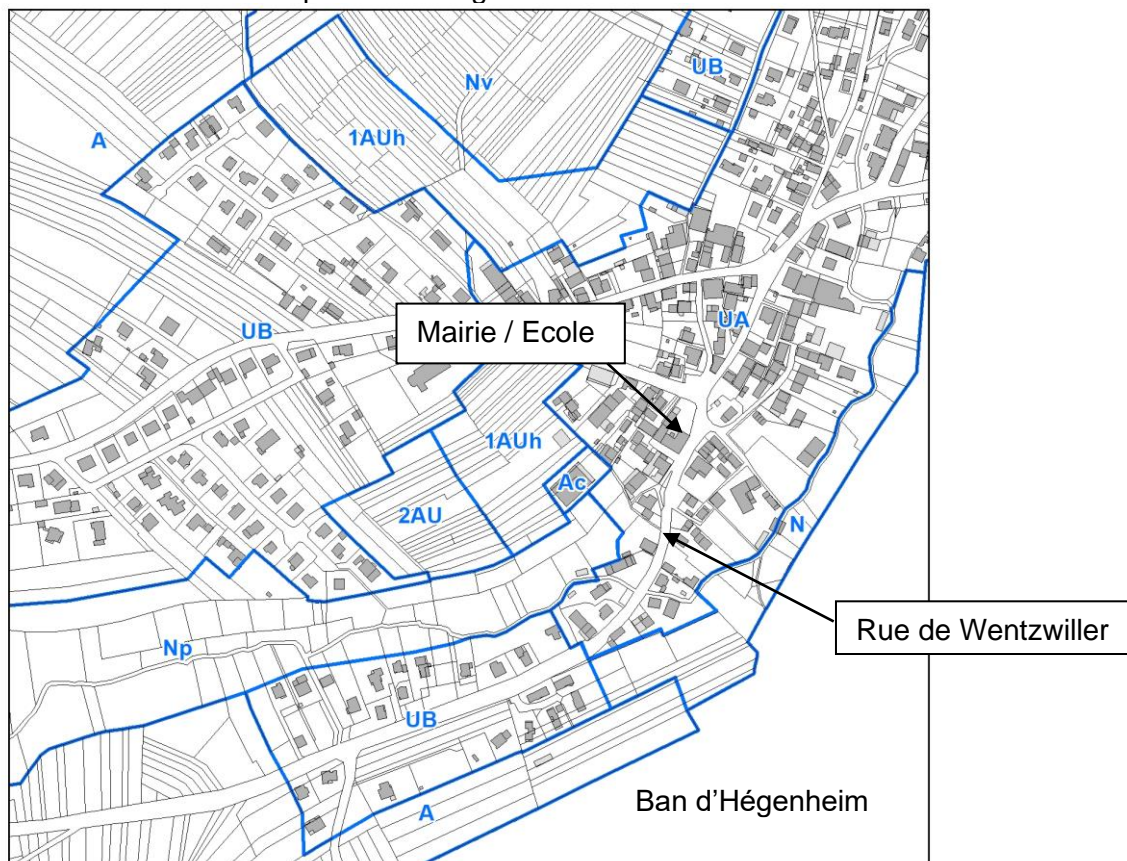 UB
Nv
A
1AUh
UB
Mairie / Ecole
UA
1AUh
Ac
2AU
N
Rue de Wentzwiller
Np
UB
Ban d’Hégenheim
A